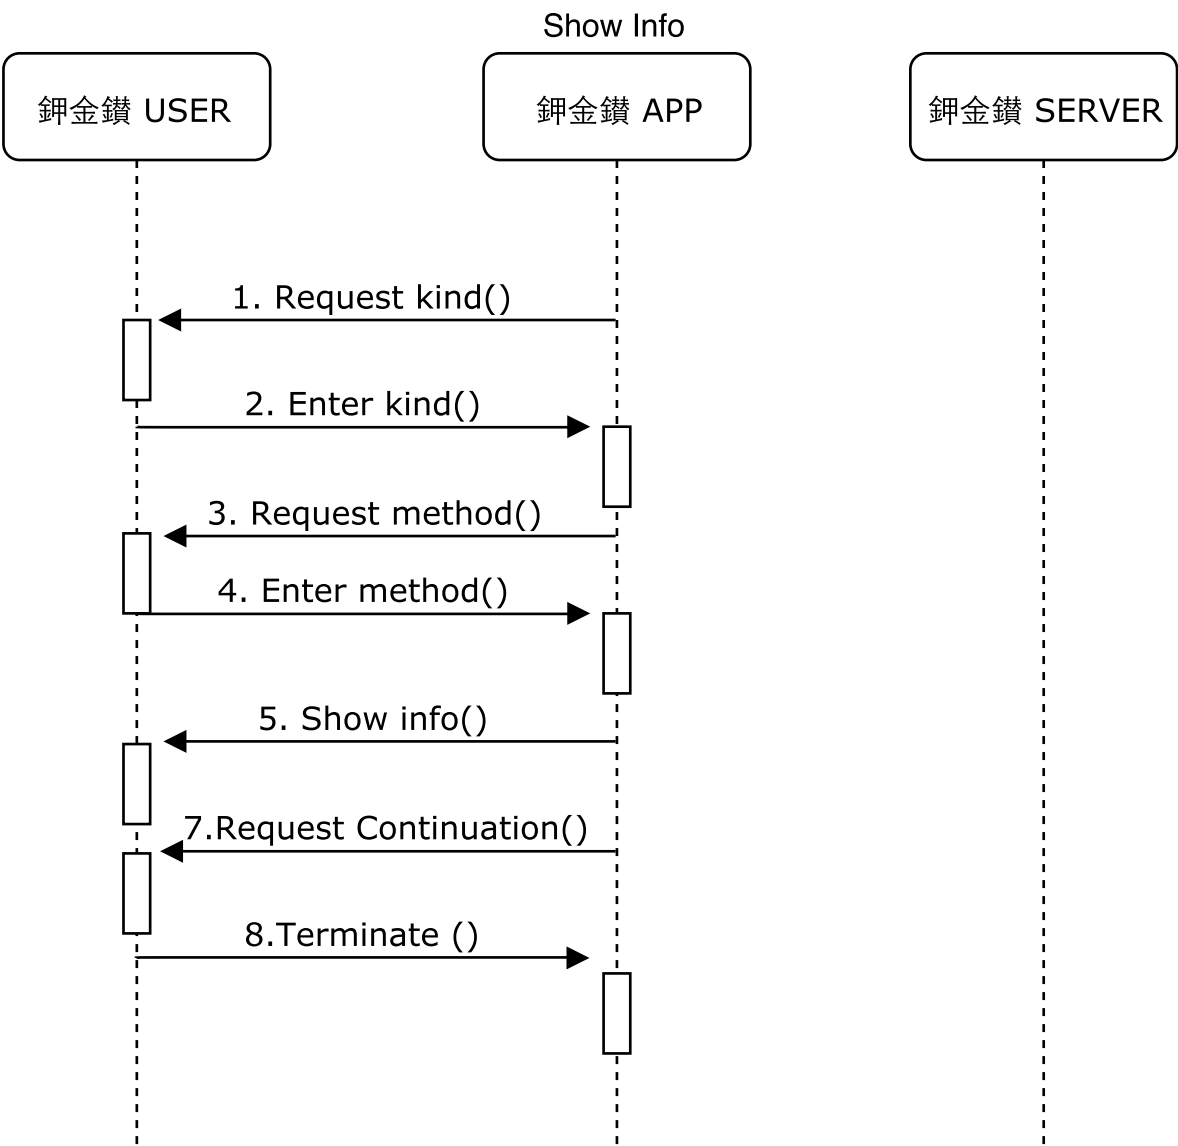 Show Info
鉀金鑚 USER
鉀金鑚 APP
鉀金鑚 SERVER
1. Request kind()
2. Enter kind()
3. Request method()
4. Enter method()
5. Show info()
7.Request Continuation()
8.Terminate ()